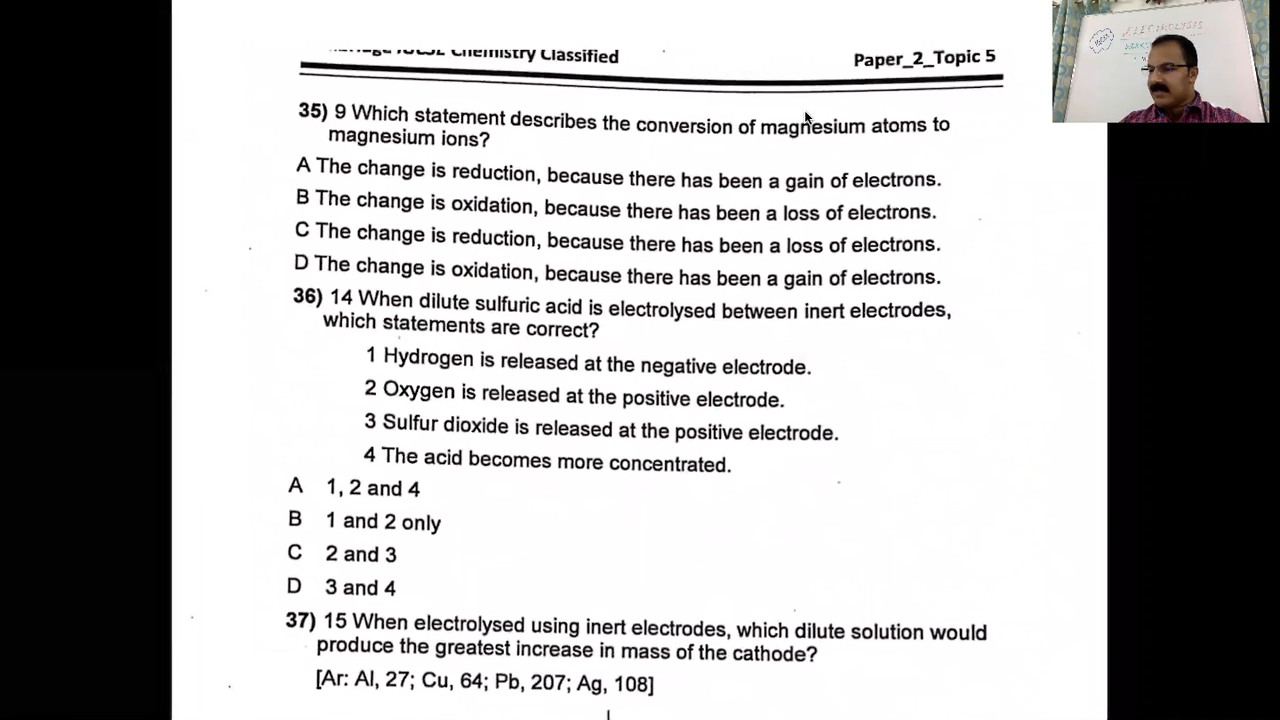 Chemistry Classified
Paper_2_Topic 5
35) 9 Which statement describes the conversion of magnesium atoms to
magnesium ions?
A The change is reduction, because there has been a gain of electrons.
B The change is oxidation, because there has been a loss of electrons.
C The change is reduction, because there has been a loss of electrons.
D The change is oxidation, because there has been a gain of electrons.
36) 14 When dilute sulfuric acid is electrolysed between inert electrodes,
which statements are correct?
1 Hydrogen is released at the negative electrode.
2 Oxygen is released at the positive electrode.
3 Sulfur dioxide is released at the positive electrode.
4 The acid becomes more concentrated.
A 1, 2 and 4
B 1 and 2 only
C 2 and 3
D 3 and 4
37) 15 When electrolysed using inert electrodes, which dilute solution would
produce the greatest increase in mass of the cathode?
[Ar: Al, 27; Cu, 64; Pb, 207; Ag, 108]
ELECTROLYSIS